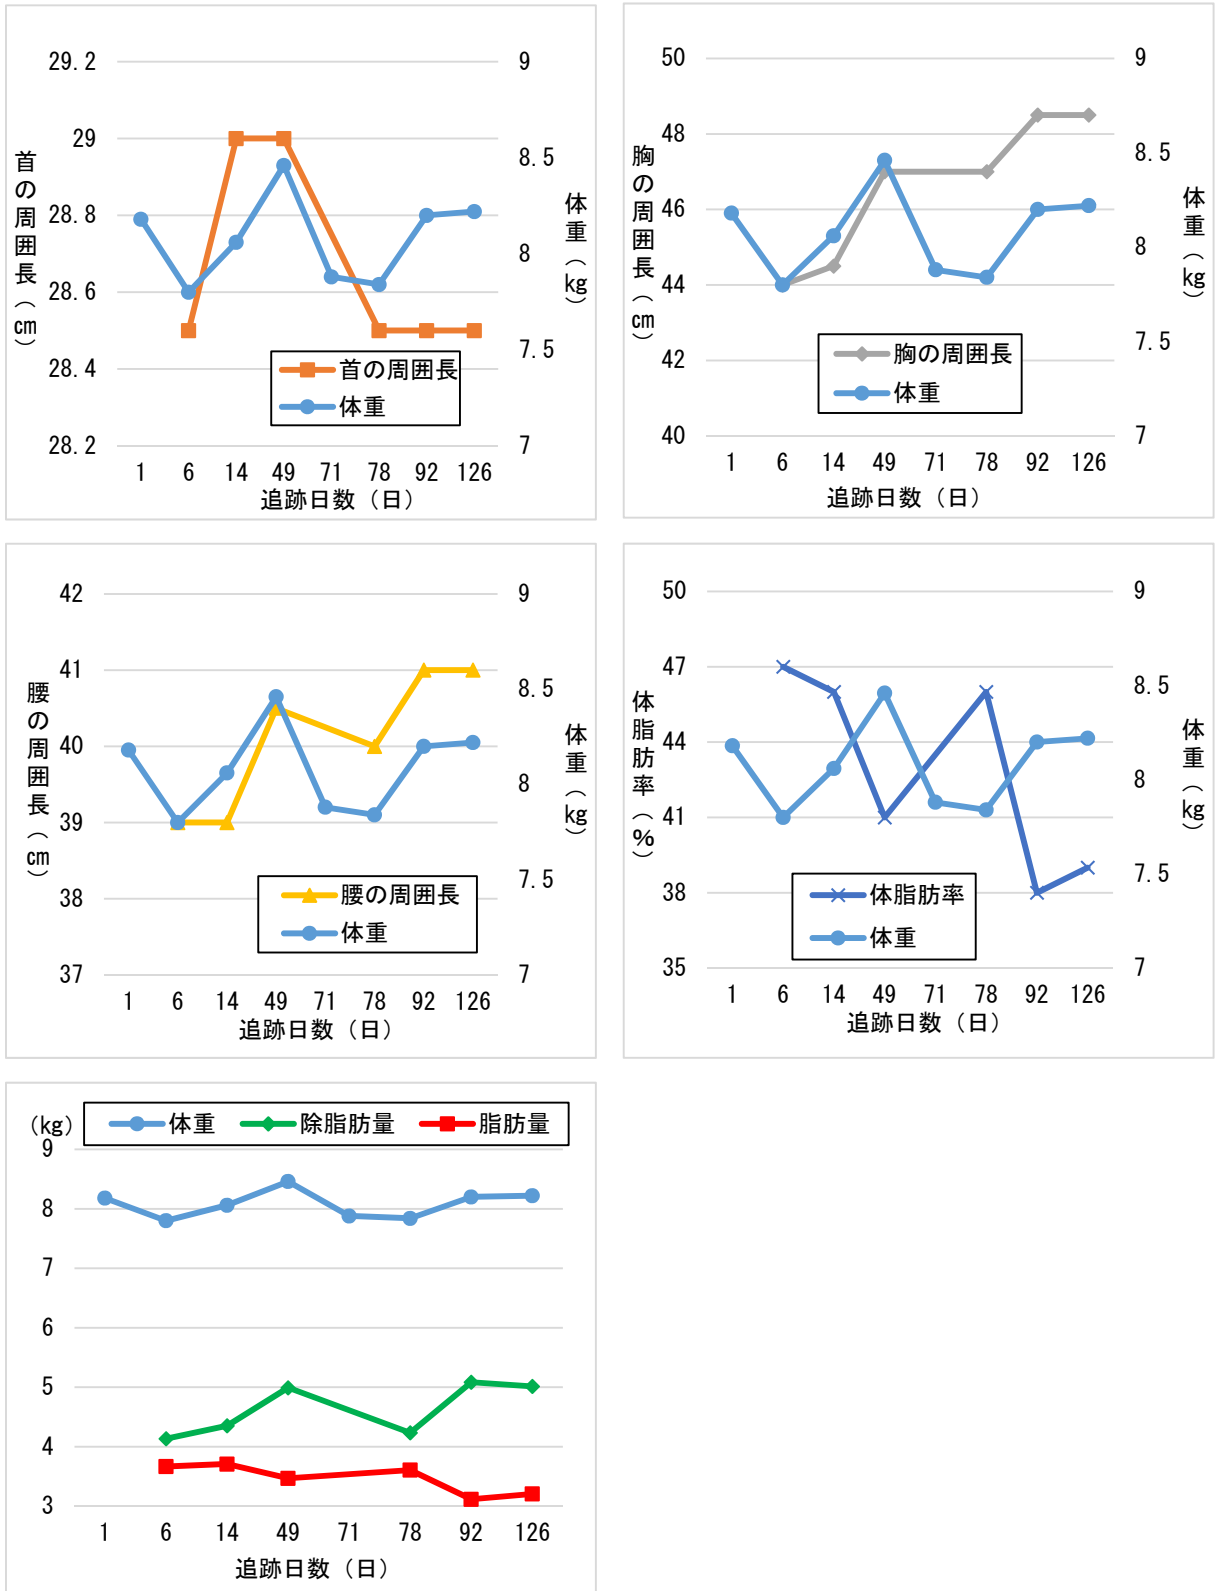 29.2
29
28.8
28.6
28.4
28.2
首の周囲長（㎝）
9
8.5
8
7.5
7
体重（㎏）
首の周囲長
体重
1 6 14 49 71 78 92 126
追跡日数（日）
50
48
46
44
42
40
胸の周囲長（㎝）
9
8.5
8
7.5
7
体重（㎏）
胸の周囲長
体重
1 6 14 49 71 78 92 126
追跡日数（日）
42
41
40
39
38
37
腰の周囲長（㎝）
9
8.5
8
7.5
7
体重（㎏）
腰の周囲長
体重
1 6 14 49 71 78 92 126
追跡日数（日）
50
47
44
41
38
35
体脂肪率（%）
9
8.5
8
7.5
7
体重（㎏）
体脂肪率
体重
1 6 14 49 71 78 92 126
追跡日数（日）
(kg)
体重 除脂肪量 脂肪量
9
8
7
6
5
4
3
1 6 14 49 71 78 92 126
追跡日数（日）